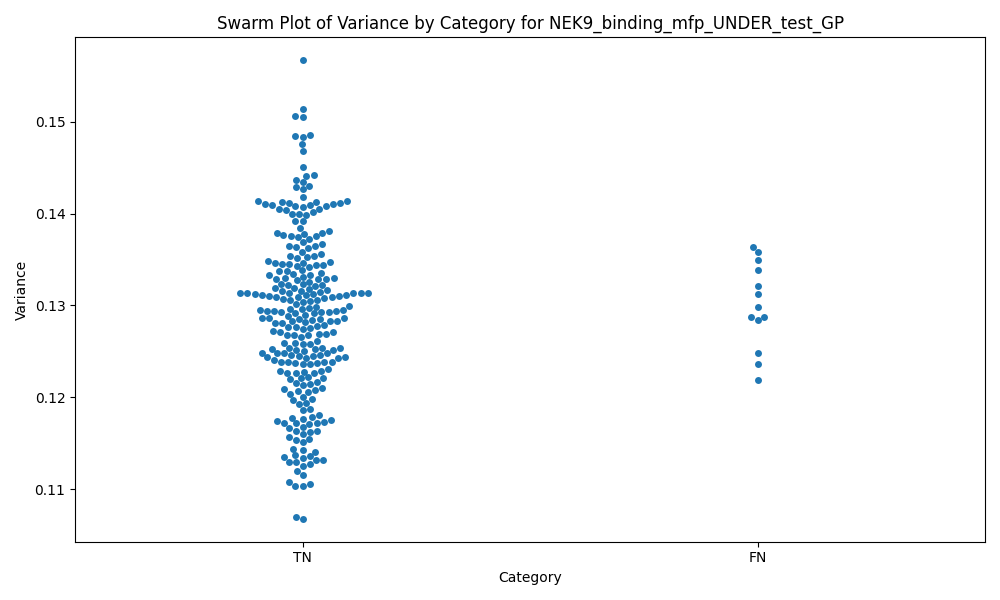 Swarm Plot of Variance by Category for NEK9_binding_mfp_UNDER_test_GP
0.15
0.14
0.13
0.12
0.11
Variance
TN
FN
Category